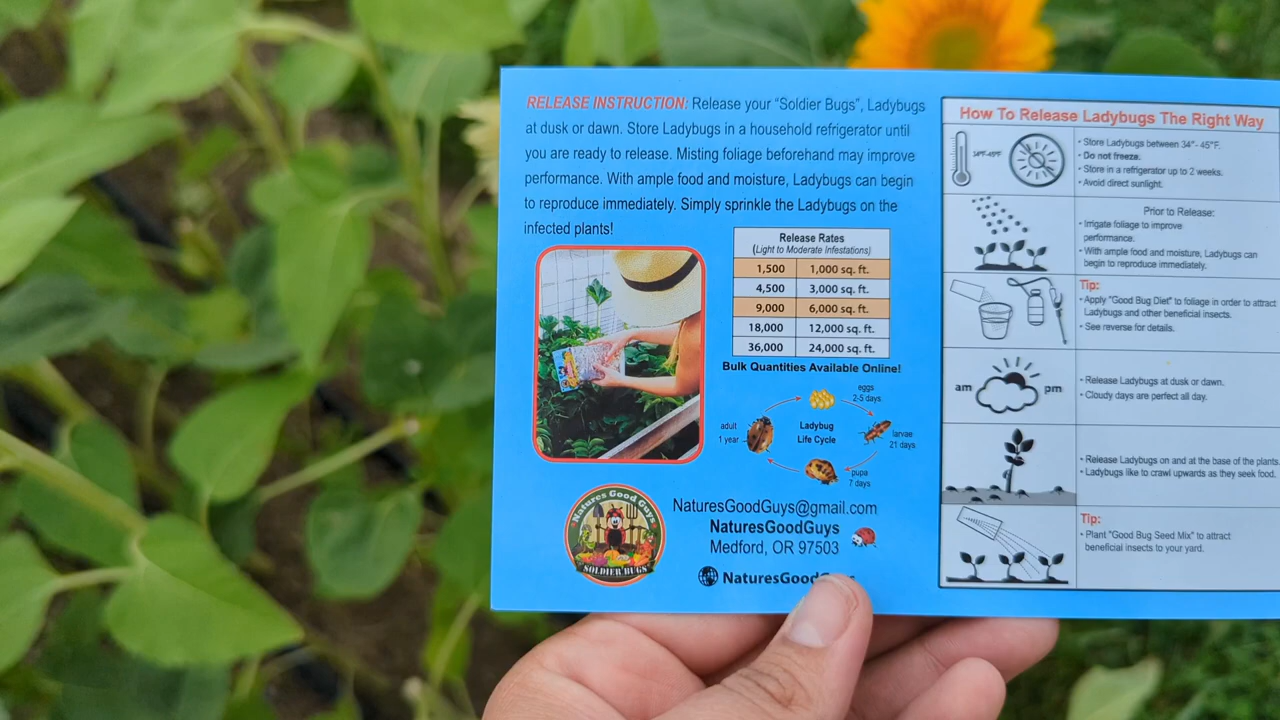 RELEASE INSTRUCTION: Release your “Soldier Bugs”, Ladybugs
at dusk or dawn. Store Ladybugs in a household refrigerator until
you are ready to release. Misting foliage beforehand may improve
performance. With ample food and moisture, Ladybugs can begin
to reproduce immediately. Simply sprinkle the Ladybugs on the
infected plants!
Release Rates
(Light to Moderate Infestations)
1,500 1,000 sq. ft.
4,500 3,000 sq. ft.
9,000 6,000 sq. ft.
18,000 12,000 sq. ft.
36,000 24,000 sq. ft.
Bulk Quantities Available Online!
eggs
2-5 days
Ladybug
Life Cycle
adult
1 year
larvae
21 days
pupa
7 days
Natures Good Guys
SOLDIER BUGS
NaturesGoodGuys@gmail.com
NaturesGoodGuys
Medford, OR 97503
NaturesGood
How To Release Ladybugs The Right Way
34°F-45°F
• Store Ladybugs between 34°- 45°F.
• Do not freeze.
• Store in a refrigerator up to 2 weeks.
• Avoid direct sunlight.
Prior to Release:
• Irrigate foliage to improve
performance.
• With ample food and moisture, Ladybugs can
begin to reproduce immediately.
Tip:
• Apply "Good Bug Diet" to foliage in order to attract
Ladybugs and other beneficial insects.
• See reverse for details.
am pm
• Release Ladybugs at dusk or dawn.
• Cloudy days are perfect all day.
• Release Ladybugs on and at the base of the plants.
• Ladybugs like to crawl upwards as they seek food.
Tip:
• Plant "Good Bug Seed Mix" to attract
beneficial insects to your yard.